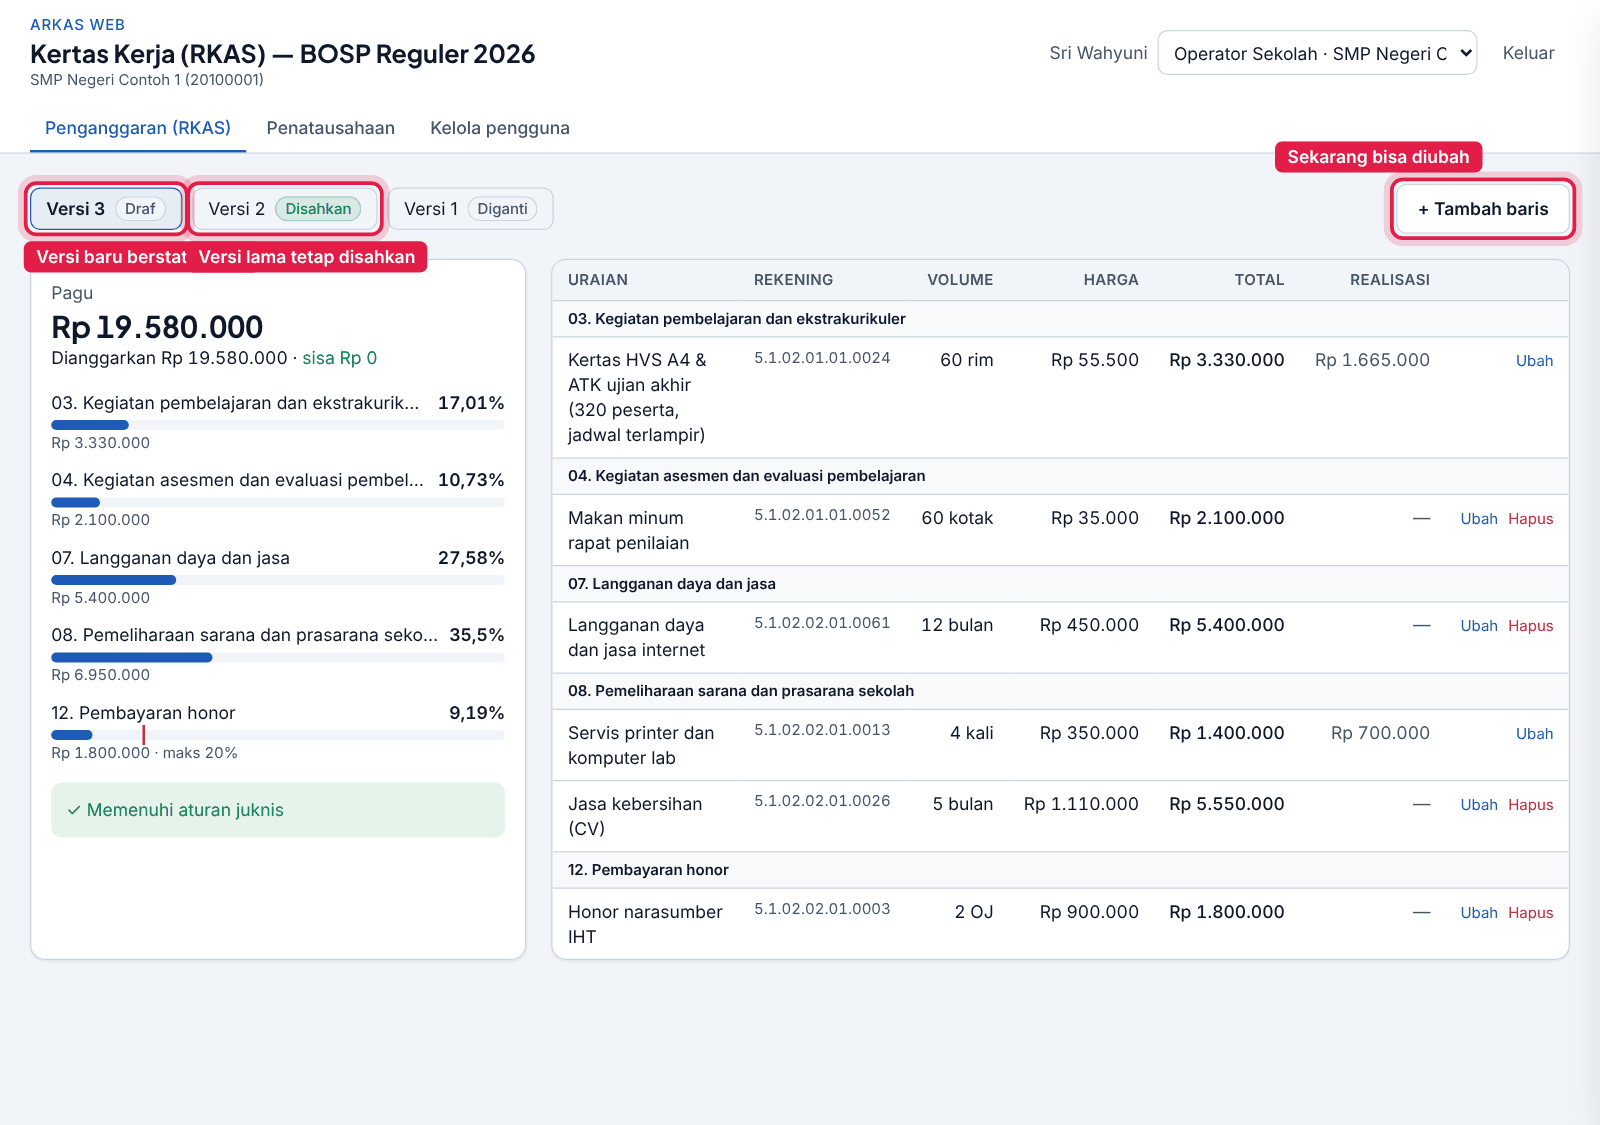 ARKAS WEB
Kertas Kerja (RKAS) — BOSP Reguler 2026
SMP Negeri Contoh 1 (20100001)
Sri Wahyuni
Operator Sekolah · SMP Negeri C
Keluar
Penganggaran (RKAS)
Penatausahaan
Kelola pengguna
Sekarang bisa diubah
Versi 3 Draf
Versi 2 Disahkan
Versi 1 Diganti
+ Tambah baris
Versi baru berstat
Versi lama tetap disahkan
Pagu
Rp 19.580.000
Dianggarkan Rp 19.580.000 · sisa Rp 0
03. Kegiatan pembelajaran dan ekstrakurik... 17,01%
Rp 3.330.000
04. Kegiatan asesmen dan evaluasi pembel... 10,73%
Rp 2.100.000
07. Langganan daya dan jasa 27,58%
Rp 5.400.000
08. Pemeliharaan sarana dan prasarana seko... 35,5%
Rp 6.950.000
12. Pembayaran honor 9,19%
Rp 1.800.000 · maks 20%
✓ Memenuhi aturan juknis
URAIAN REKENING VOLUME HARGA TOTAL REALISASI
03. Kegiatan pembelajaran dan ekstrakurikuler
Kertas HVS A4 & 5.1.02.01.01.0024 60 rim Rp 55.500 Rp 3.330.000 Rp 1.665.000 Ubah
ATK ujian akhir
(320 peserta,
jadwal terlampir)
04. Kegiatan asesmen dan evaluasi pembelajaran
Makan minum 5.1.02.01.01.0052 60 kotak Rp 35.000 Rp 2.100.000 — Ubah Hapus
rapat penilaian
07. Langganan daya dan jasa
Langganan daya 5.1.02.02.01.0061 12 bulan Rp 450.000 Rp 5.400.000 — Ubah Hapus
dan jasa internet
08. Pemeliharaan sarana dan prasarana sekolah
Servis printer dan 5.1.02.02.01.0013 4 kali Rp 350.000 Rp 1.400.000 Rp 700.000 Ubah
komputer lab
Jasa kebersihan 5.1.02.02.01.0026 5 bulan Rp 1.110.000 Rp 5.550.000 — Ubah Hapus
(CV)
12. Pembayaran honor
Honor narasumber 5.1.02.02.01.0003 2 OJ Rp 900.000 Rp 1.800.000 — Ubah Hapus
IHT